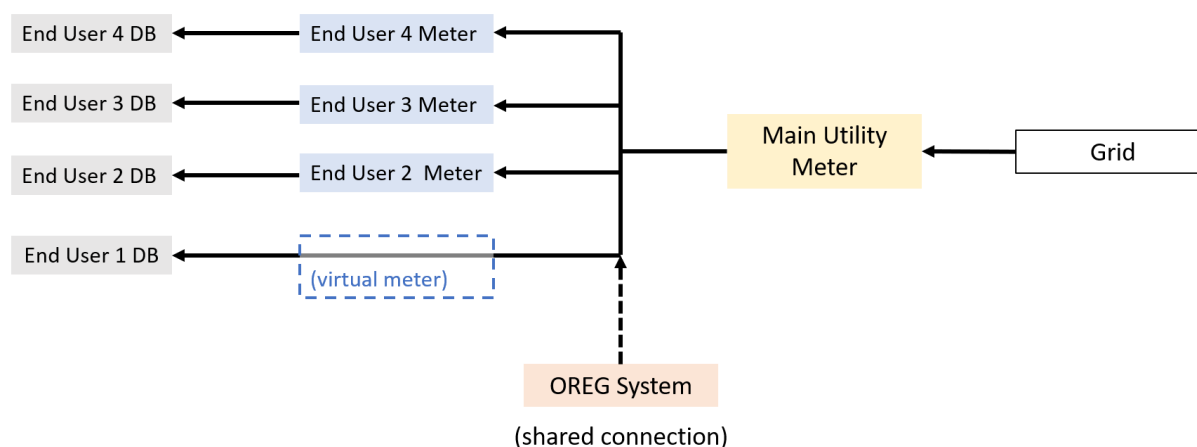 End User 4 DB
End User 4 Meter
End User 3 DB
End User 3 Meter
Main Utility
Meter
Grid
End User 2 DB
End User 2 Meter
End User 1 DB
(virtual meter)
OREG System
(shared connection)